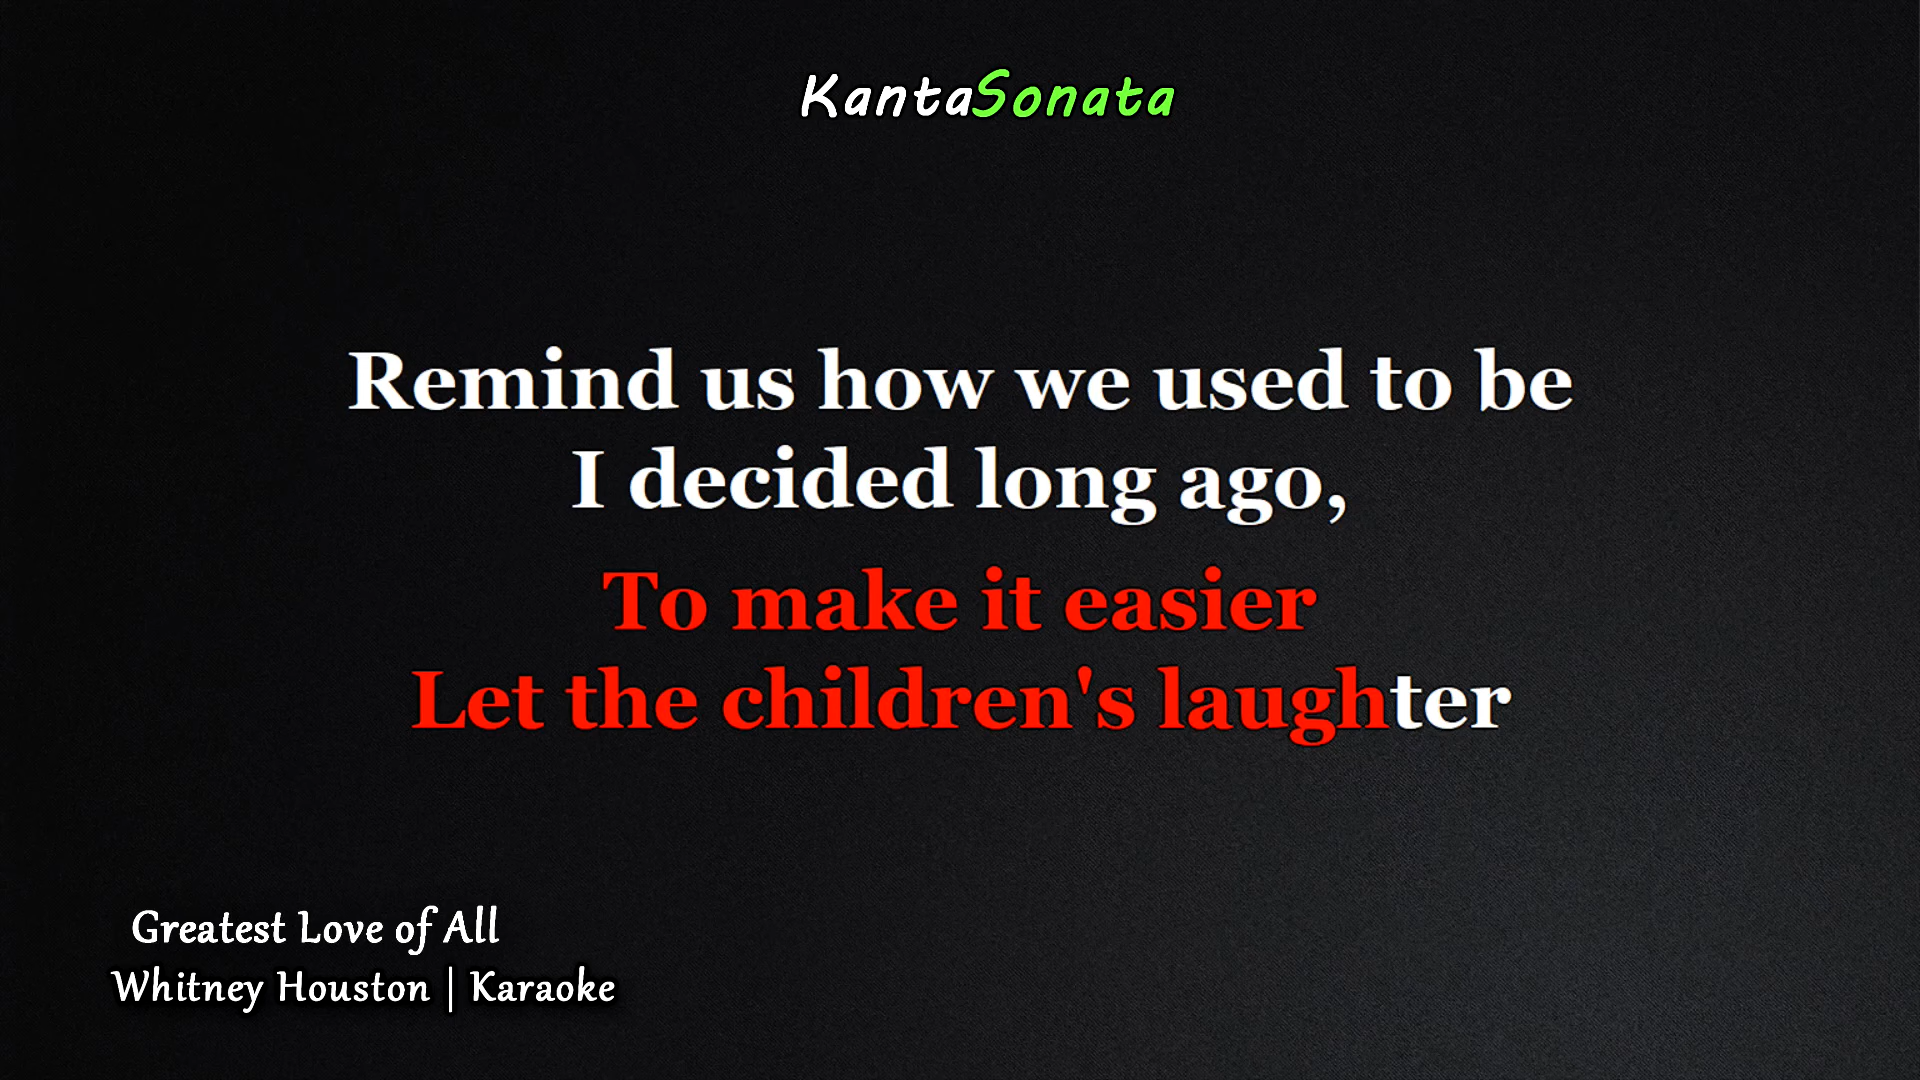 KantaSonata
Remind us how we used to be
I decided long ago,
To make it easier
Let the children's laughter
Greatest Love of All
Whitney Houston | Karaoke